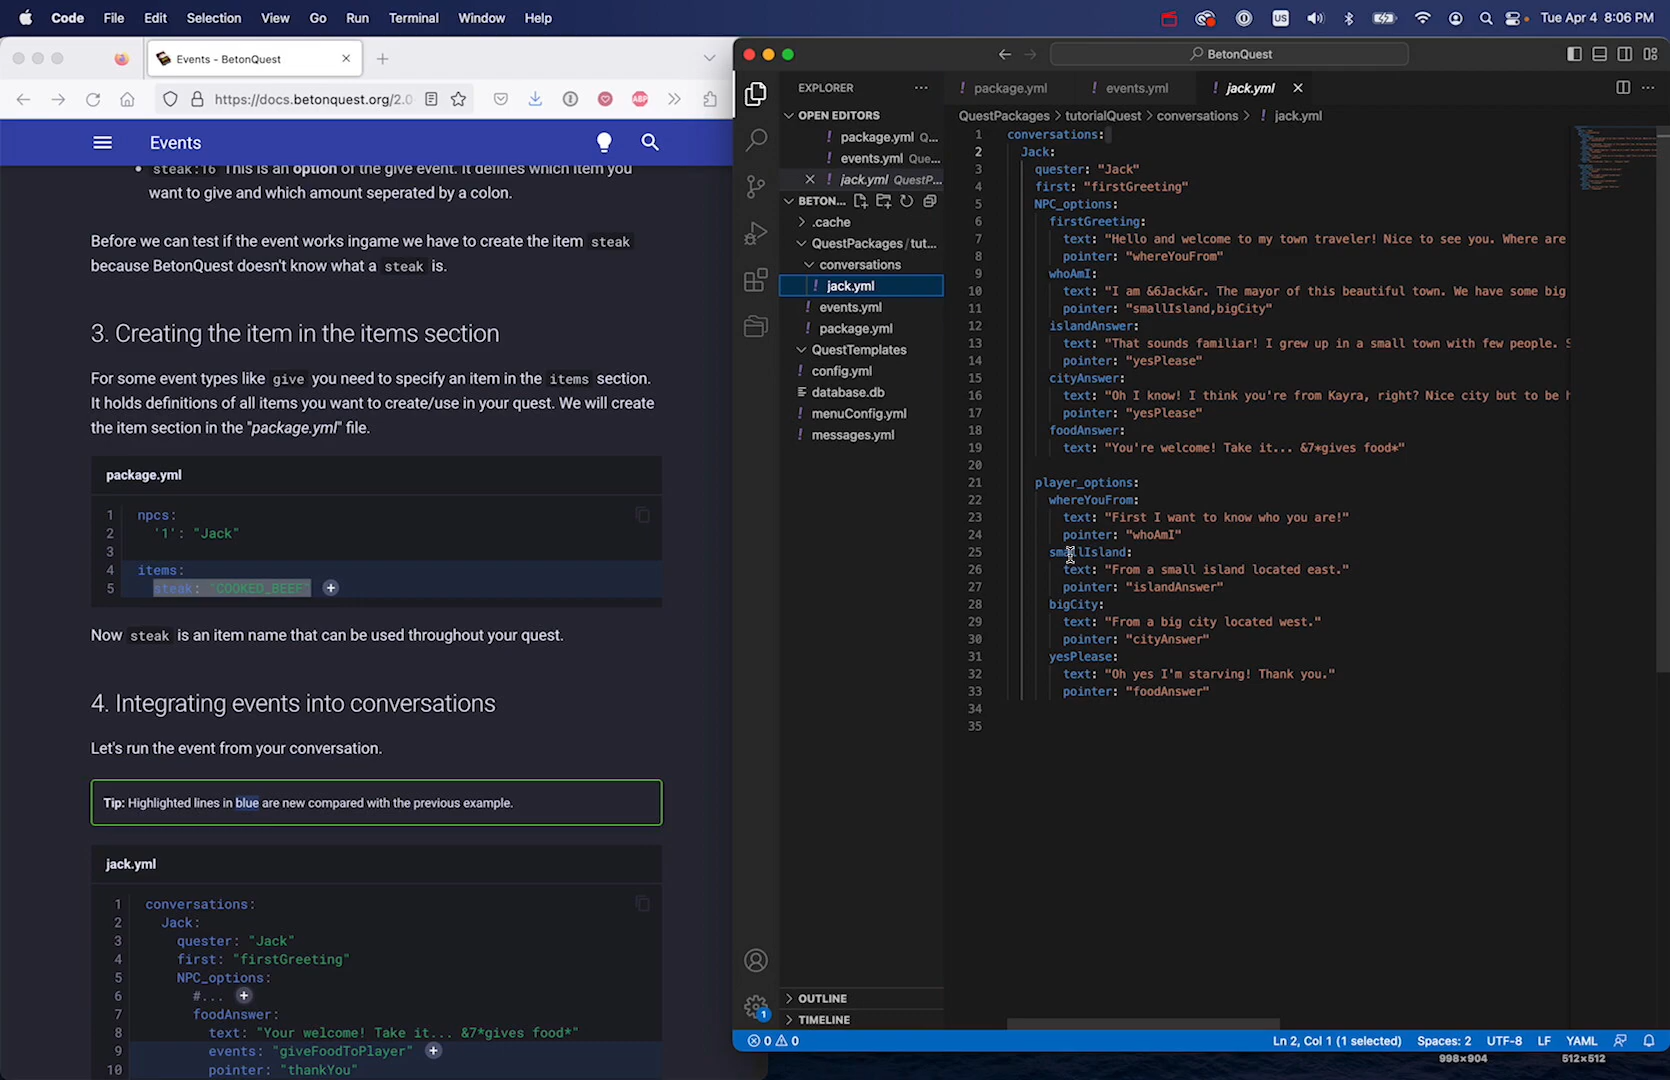 Code File Edit Selection View Go Run Terminal Window Help
US Tue Apr 4 8:06 PM
Events - BetonQuest
https://docs.betonquest.org/2.0
ABP
Events
steak:16 This is an option of the give event. It defines which item you
want to give and which amount seperated by a colon.
Before we can test if the event works ingame we have to create the item steak
because BetonQuest doesn't know what a steak is.
3. Creating the item in the items section
For some event types like give you need to specify an item in the items section.
It holds definitions of all items you want to create/use in your quest. We will create
the item section in the "package.yml" file.
package.yml
1 npcs:
2 '1': "Jack"
3
4 items:
5 steak: "COOKED_BEEF"
Now steak is an item name that can be used throughout your quest.
4. Integrating events into conversations
Let's run the event from your conversation.
Tip: Highlighted lines in blue are new compared with the previous example.
jack.yml
1 conversations:
2 Jack:
3 quester: "Jack"
4 first: "firstGreeting"
5 NPC_options:
6 #...
7 foodAnswer:
8 text: "Your welcome! Take it... &7*gives food*"
9 events: "giveFoodToPlayer"
10 pointer: "thankYou"
BetonQuest
EXPLORER ...
OPEN EDITORS
! package.yml Q...
! events.yml Que...
! jack.yml QuestP...
BETON...
.cache
QuestPackages / tut...
conversations
! jack.yml
! events.yml
! package.yml
QuestTemplates
! config.yml
database.db
! menuConfig.yml
! messages.yml
OUTLINE
TIMELINE
! package.yml ! events.yml ! jack.yml
QuestPackages > tutorialQuest > conversations > ! jack.yml
1 conversations:
2 Jack:
3 quester: "Jack"
4 first: "firstGreeting"
5 NPC_options:
6 firstGreeting:
7 text: "Hello and welcome to my town traveler! Nice to see you. Where are
8 pointer: "whereYouFrom"
9 whoAmI:
10 text: "I am &6Jack&r. The mayor of this beautiful town. We have some big
11 pointer: "smallIsland,bigCity"
12 islandAnswer:
13 text: "That sounds familiar! I grew up in a small town with few people. S
14 pointer: "yesPlease"
15 cityAnswer:
16 text: "Oh I know! I think you're from Kayra, right? Nice city but to be h
17 pointer: "yesPlease"
18 foodAnswer:
19 text: "You're welcome! Take it... &7*gives food*"
20
21 player_options:
22 whereYouFrom:
23 text: "First I want to know who you are!"
24 pointer: "whoAmI"
25 smallIsland:
26 text: "From a small island located east."
27 pointer: "islandAnswer"
28 bigCity:
29 text: "From a big city located west."
30 pointer: "cityAnswer"
31 yesPlease:
32 text: "Oh yes I'm starving! Thank you."
33 pointer: "foodAnswer"
34
35
1
0 0 Ln 2, Col 1 (1 selected) Spaces: 2 UTF-8 LF YAML
998×904 512×512